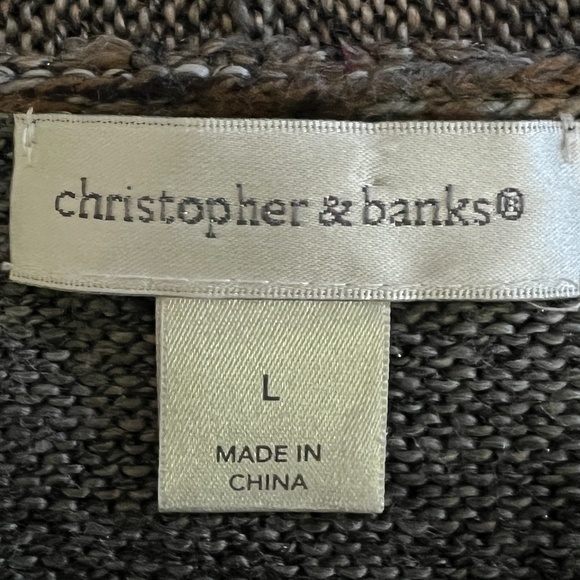 christopher & banks®
L
MADE IN
CHINA